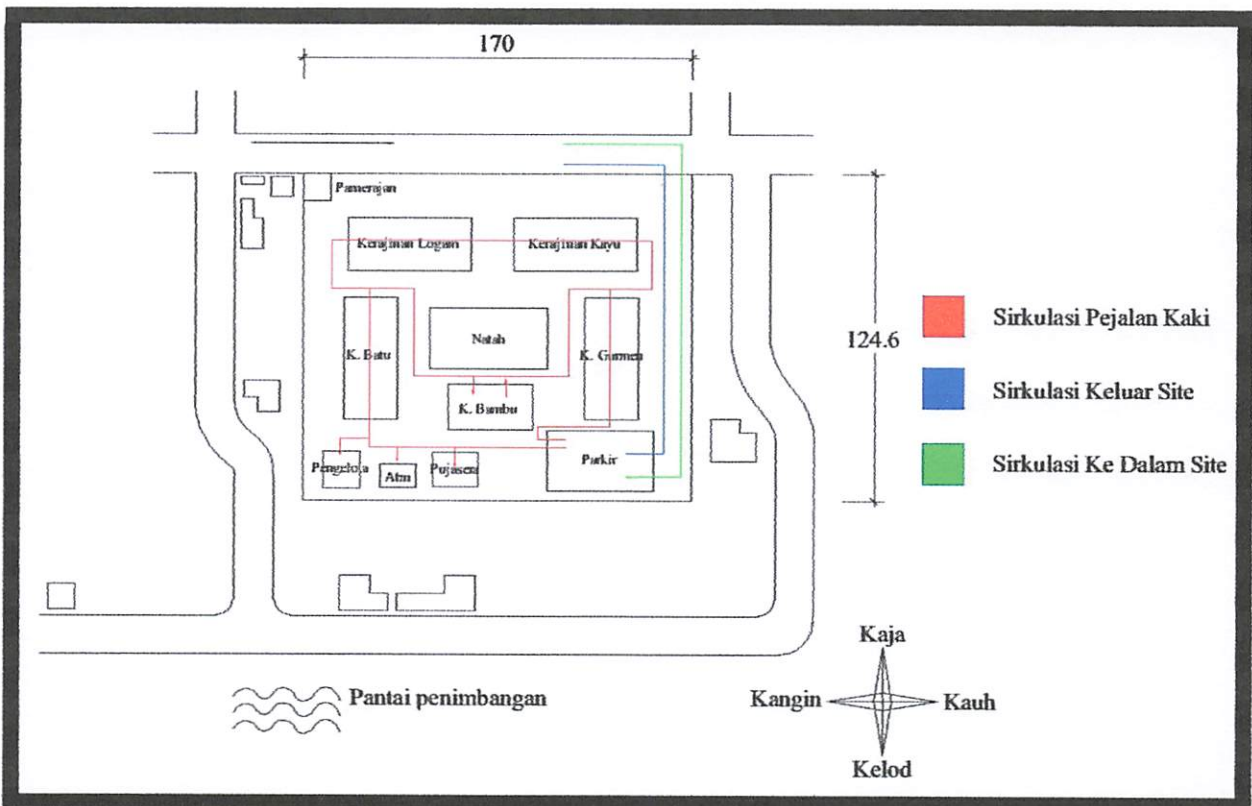 170
Pamerajan
Kerajinan Logam
Kerajinan Kayu
K. Batu
Natah
K. Garmen
K. Bambu
Pengelola
Atm
Pujasera
Parkir
124.6
Sirkulasi Pejalan Kaki
Sirkulasi Keluar Site
Sirkulasi Ke Dalam Site
Pantai penimbangan
Kaja
Kangin
Kauh
Kelod